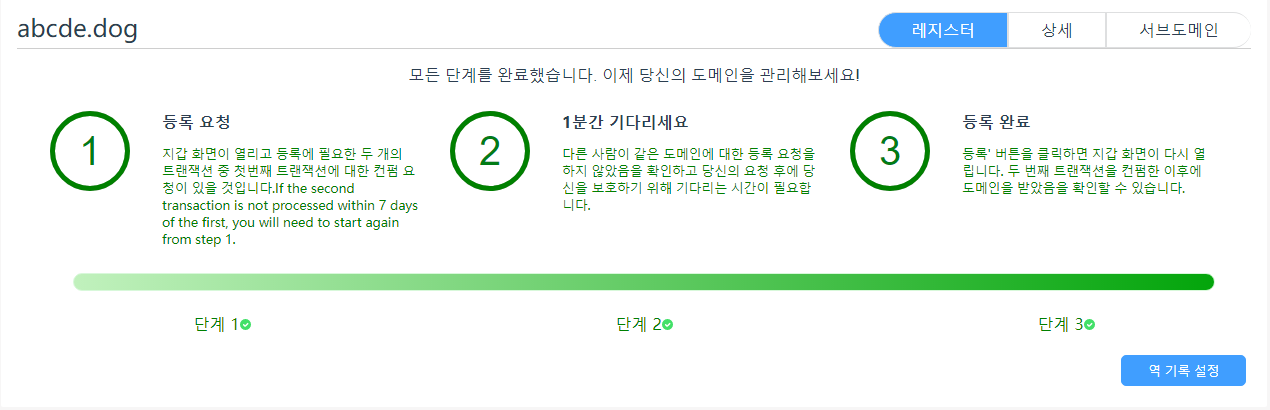 abcde.dog
레지스터
상세
서브도메인
모든 단계를 완료했습니다. 이제 당신의 도메인을 관리해보세요!
1
등록 요청
지갑 화면이 열리고 등록에 필요한 두 개의
트랜잭션 중 첫번째 트랜잭션에 대한 컨펌 요
청이 있을 것입니다.If the second
transaction is not processed within 7 days
of the first, you will need to start again
from step 1.
2
1분간 기다리세요
다른 사람이 같은 도메인에 대한 등록 요청을
하지 않았음을 확인하고 당신의 요청 후에 당
신을 보호하기 위해 기다리는 시간이 필요합
니다.
3
등록 완료
등록' 버튼을 클릭하면 지갑 화면이 다시 열
립니다. 두 번째 트랜잭션을 컨펌한 이후에
도메인을 받았음을 확인할 수 있습니다.
단계 1
단계 2
단계 3
역 기록 설정